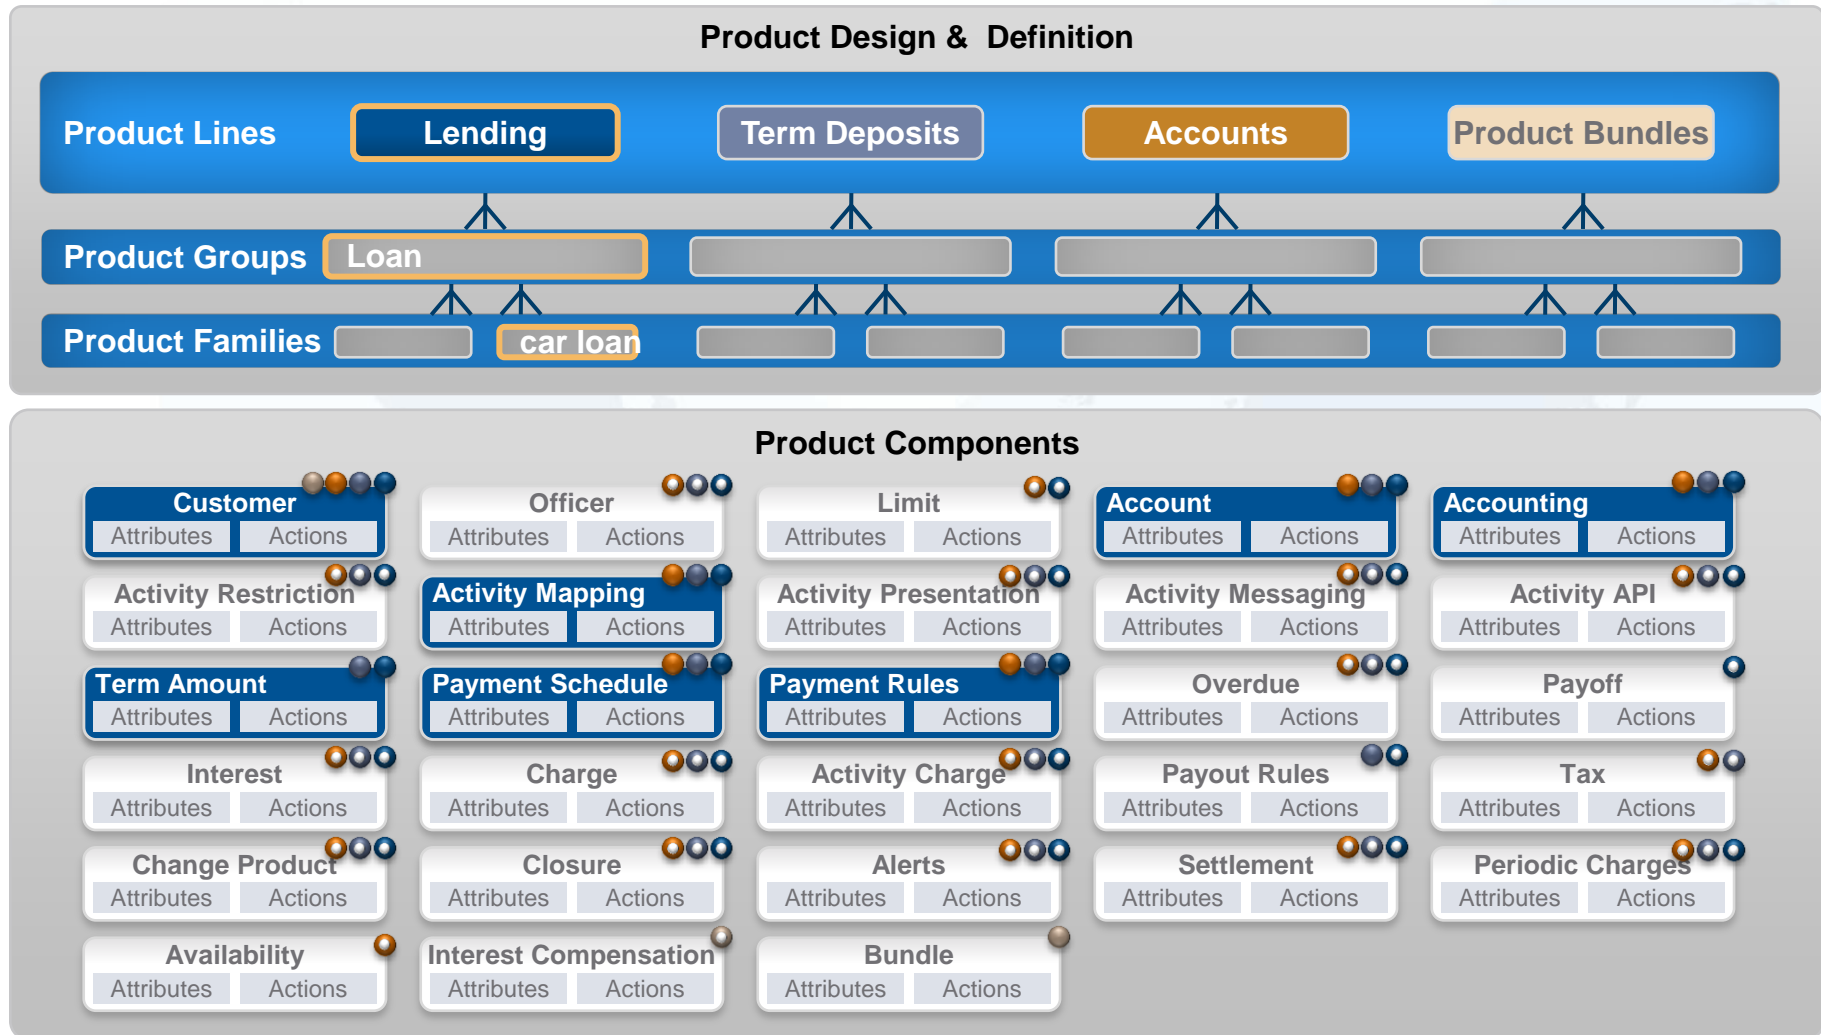 Product Design & Definition
Product Lines Lending Term Deposits Accounts Product Bundles
Product Groups Loan
Product Families car loan
Product Components
Customer Officer Limit Account Accounting
Attributes Actions Attributes Actions Attributes Actions Attributes Actions Attributes Actions
Activity Restriction Activity Mapping Activity Presentation Activity Messaging Activity API
Attributes Actions Attributes Actions Attributes Actions Attributes Actions Attributes Actions
Term Amount Payment Schedule Payment Rules Overdue Payoff
Attributes Actions Attributes Actions Attributes Actions Attributes Actions Attributes Actions
Interest Charge Activity Charge Payout Rules Tax
Attributes Actions Attributes Actions Attributes Actions Attributes Actions Attributes Actions
Change Product Closure Alerts Settlement Periodic Charges
Attributes Actions Attributes Actions Attributes Actions Attributes Actions Attributes Actions
Availability Interest Compensation Bundle
Attributes Actions Attributes Actions Attributes Actions